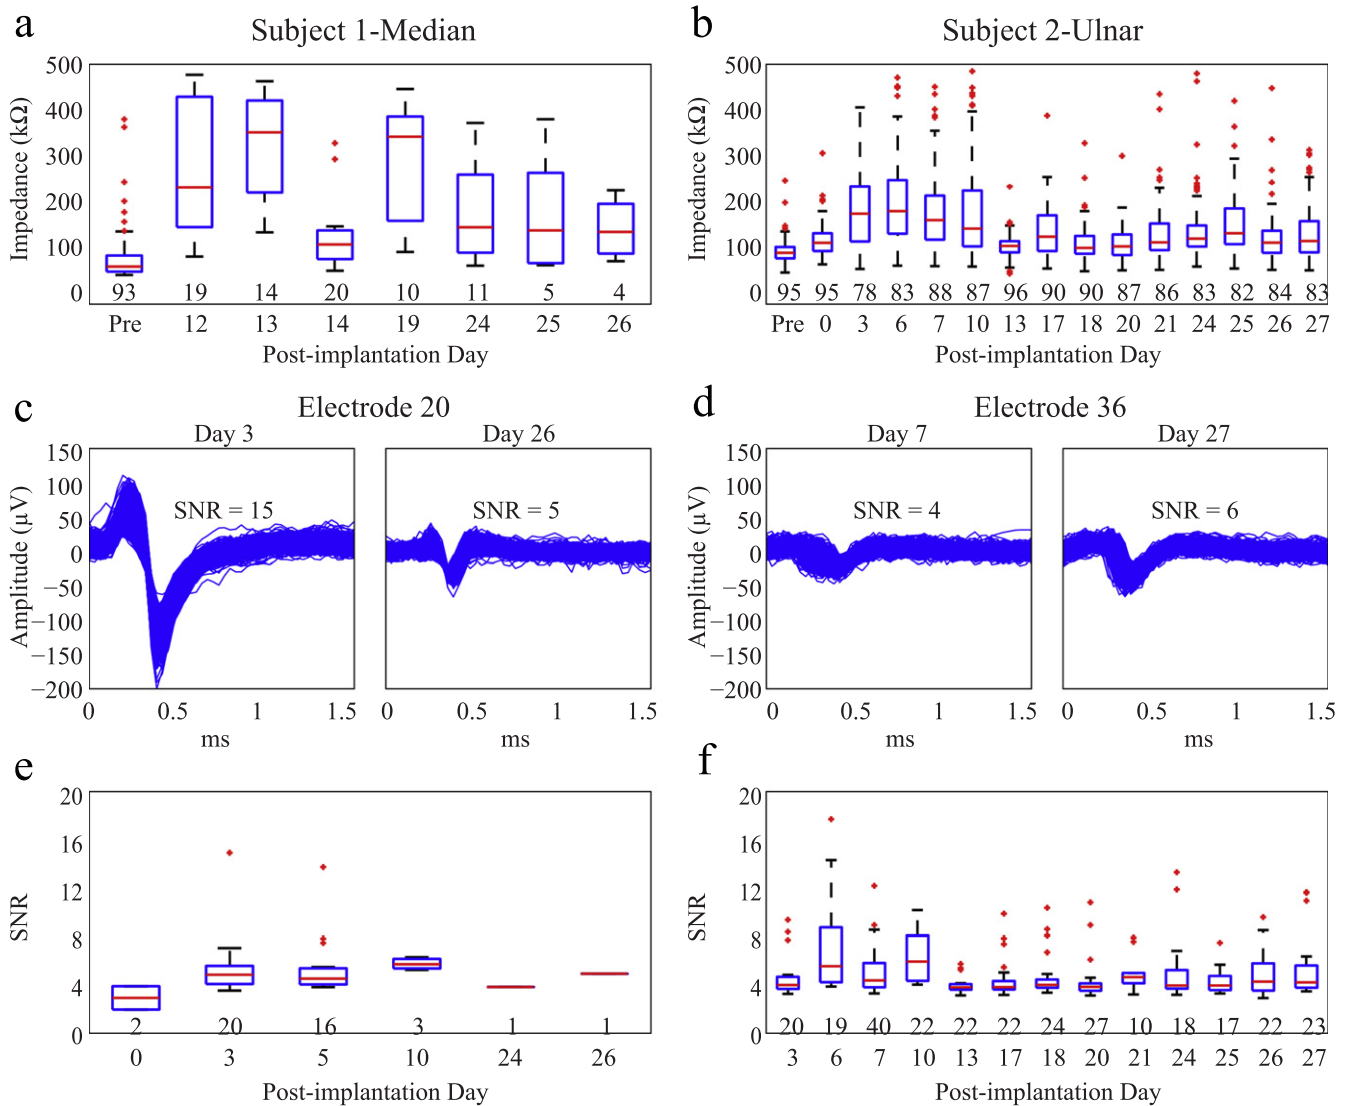 a
Subject 1-Median
500
400
300
200
100
0
Impedance (kΩ)
93 19 14 20 10 11 5 4
Pre 12 13 14 19 24 25 26
Post-implantation Day
b
Subject 2-Ulnar
500
400
300
200
100
0
Impedance (kΩ)
95 95 78 83 88 87 96 90 90 87 86 83 82 84 83
Pre 0 3 6 7 10 13 17 18 20 21 24 25 26 27
Post-implantation Day
c
Electrode 20
Day 3 Day 26
150
100
50
0
−50
−100
−150
−200
Amplitude (μV)
SNR = 15 SNR = 5
0 0.5 1 1.5 0 0.5 1 1.5
ms ms
d
Electrode 36
Day 7 Day 27
150
100
50
0
−50
−100
−150
−200
Amplitude (μV)
SNR = 4 SNR = 6
0 0.5 1 1.5 0 0.5 1 1.5
ms ms
e
20
16
12
8
4
0
SNR
2 20 16 3 1 1
0 3 5 10 24 26
Post-implantation Day
f
20
16
12
8
4
0
SNR
20 19 40 22 22 22 24 27 10 18 17 22 23
3 6 7 10 13 17 18 20 21 24 25 26 27
Post-implantation Day